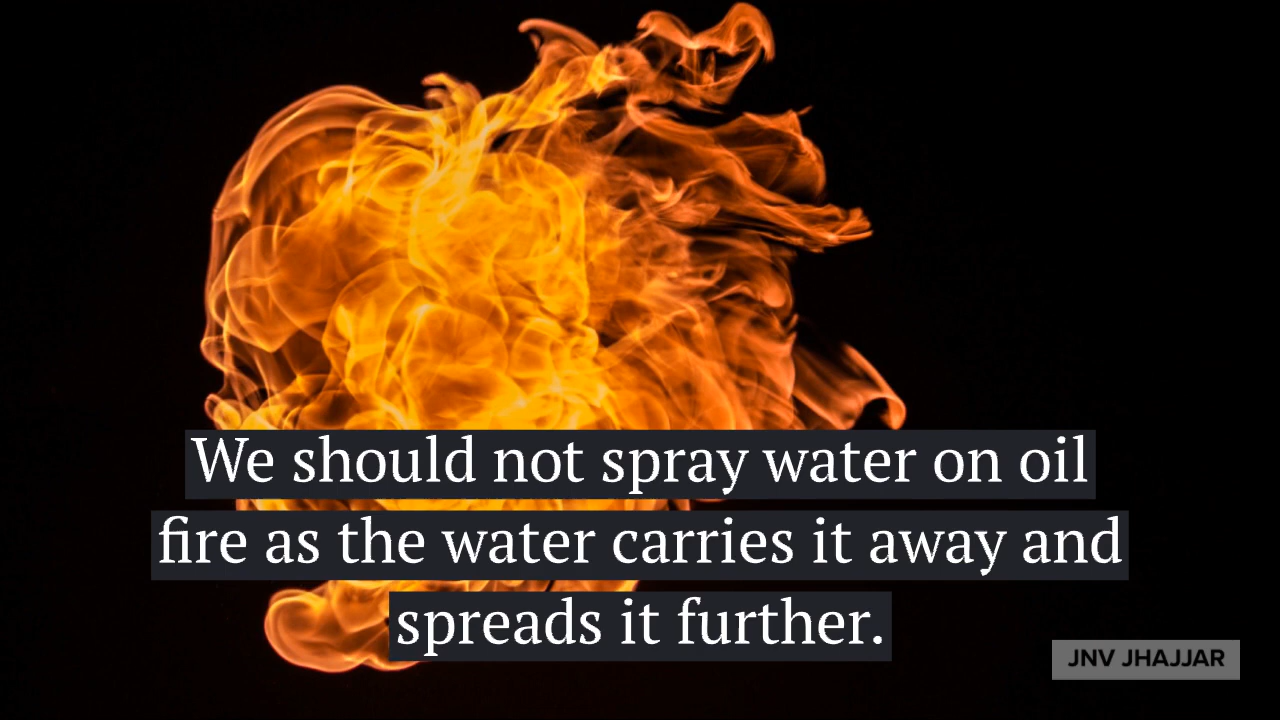 We should not spray water on oil
fire as the water carries it away and
spreads it further.
JNV JHAJJAR